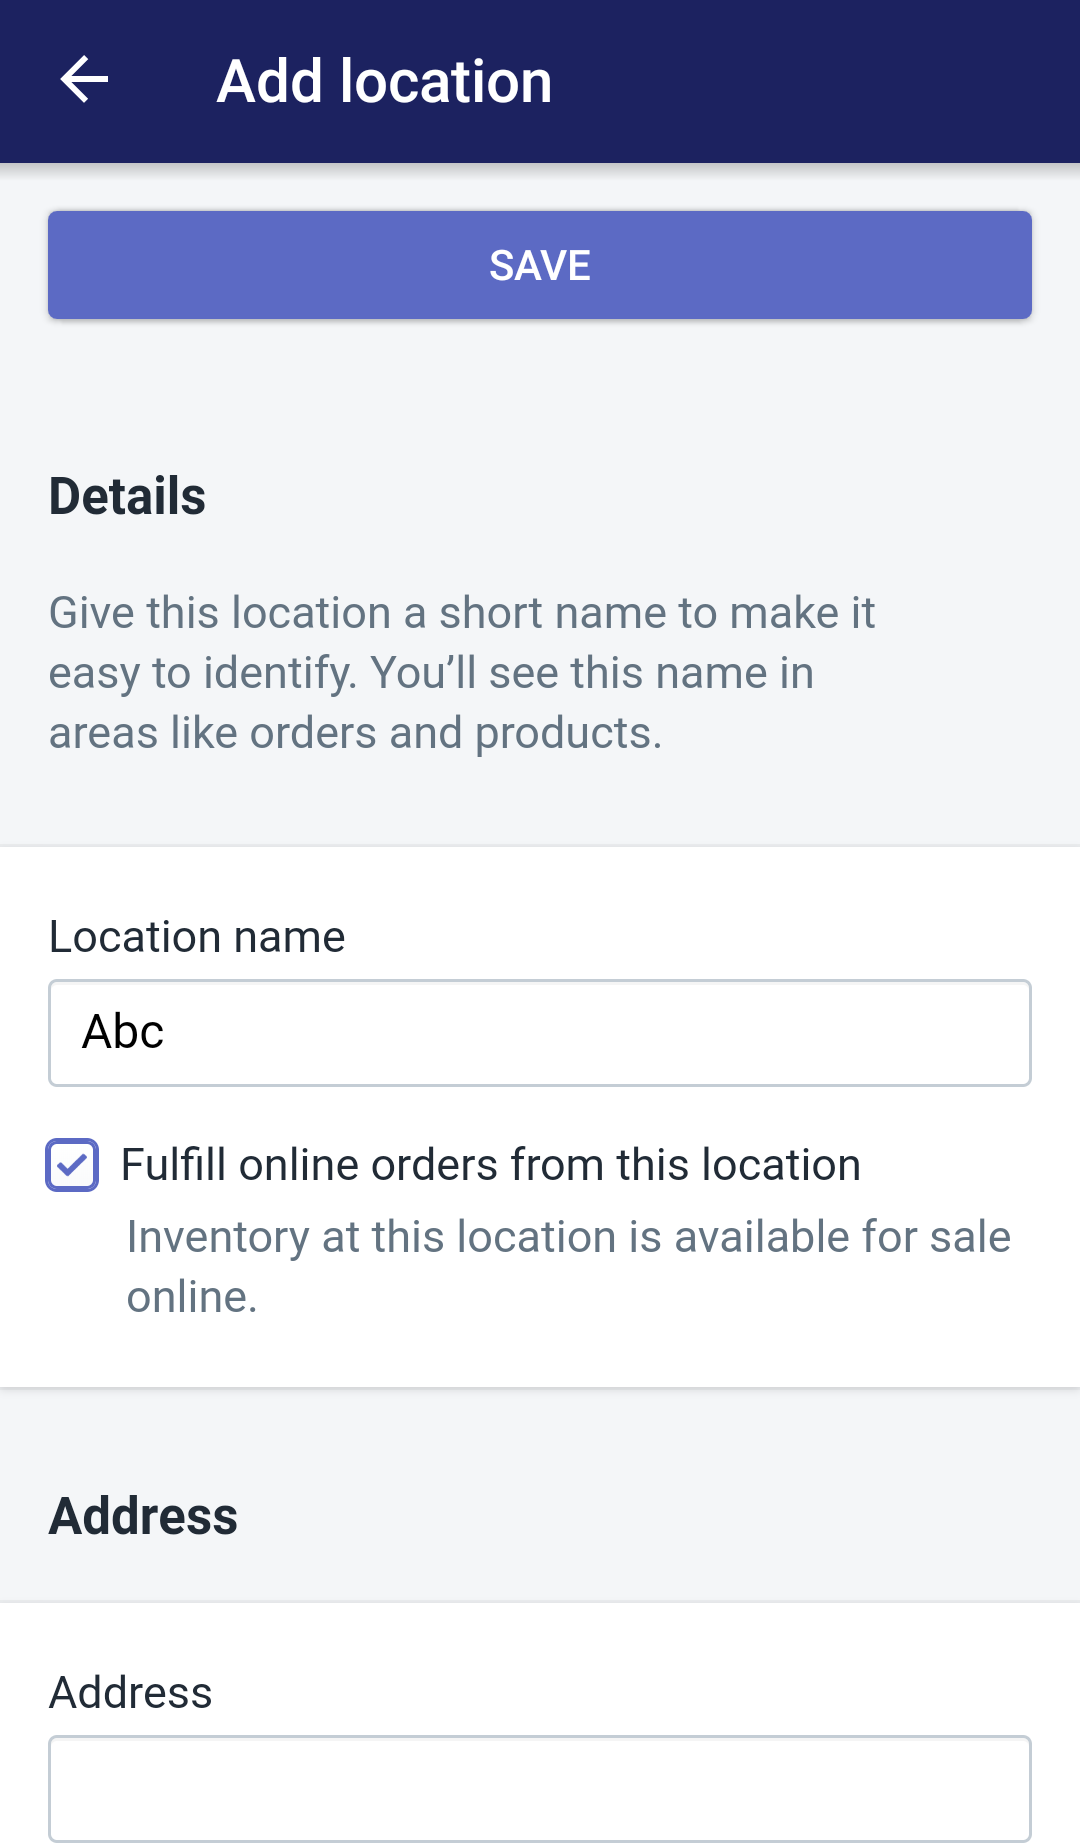 Add location
SAVE
Details
Give this location a short name to make it
easy to identify. You’ll see this name in
areas like orders and products.
Location name
Abc
Fulfill online orders from this location
Inventory at this location is available for sale
online.
Address
Address